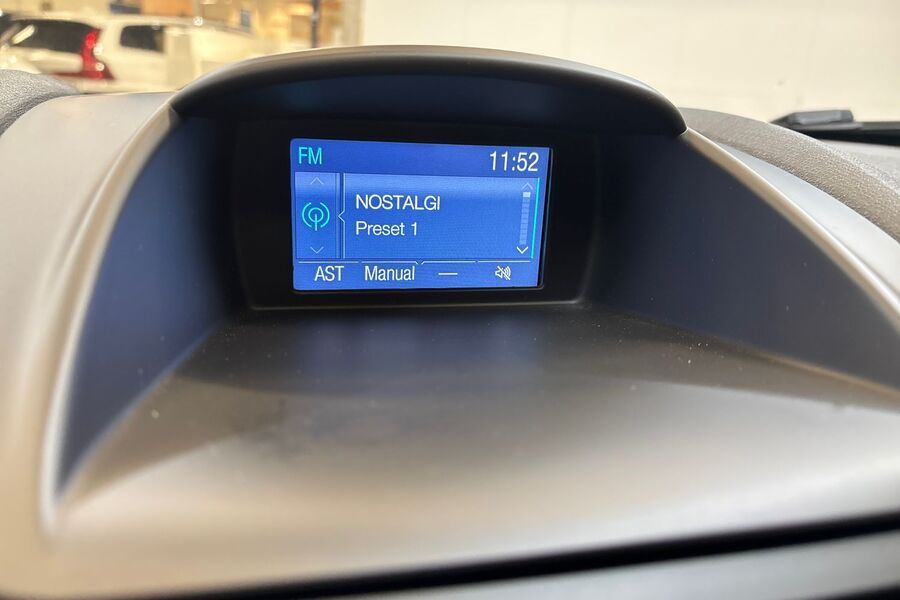 FM 11:52
NOSTALGI
Preset 1
AST Manual —